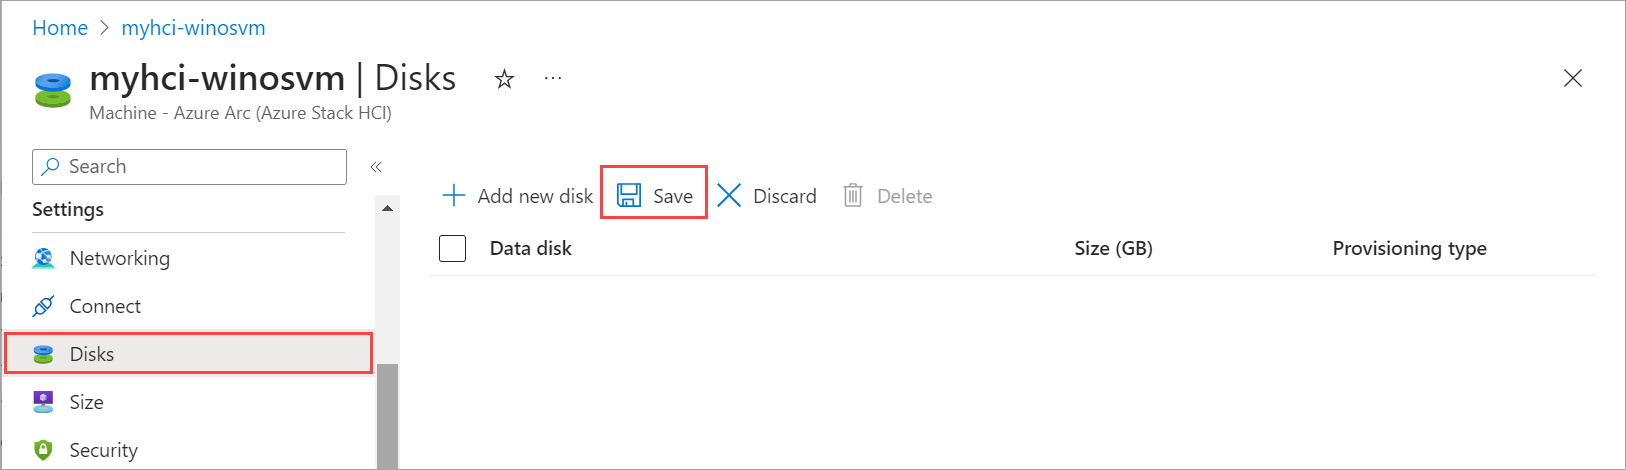 Home > myhci-winosvm
myhci-winosvm | Disks
Machine - Azure Arc (Azure Stack HCI)
Search
Settings
Networking
Connect
Disks
Size
Security
Add new disk Save Discard Delete
Data disk Size (GB) Provisioning type